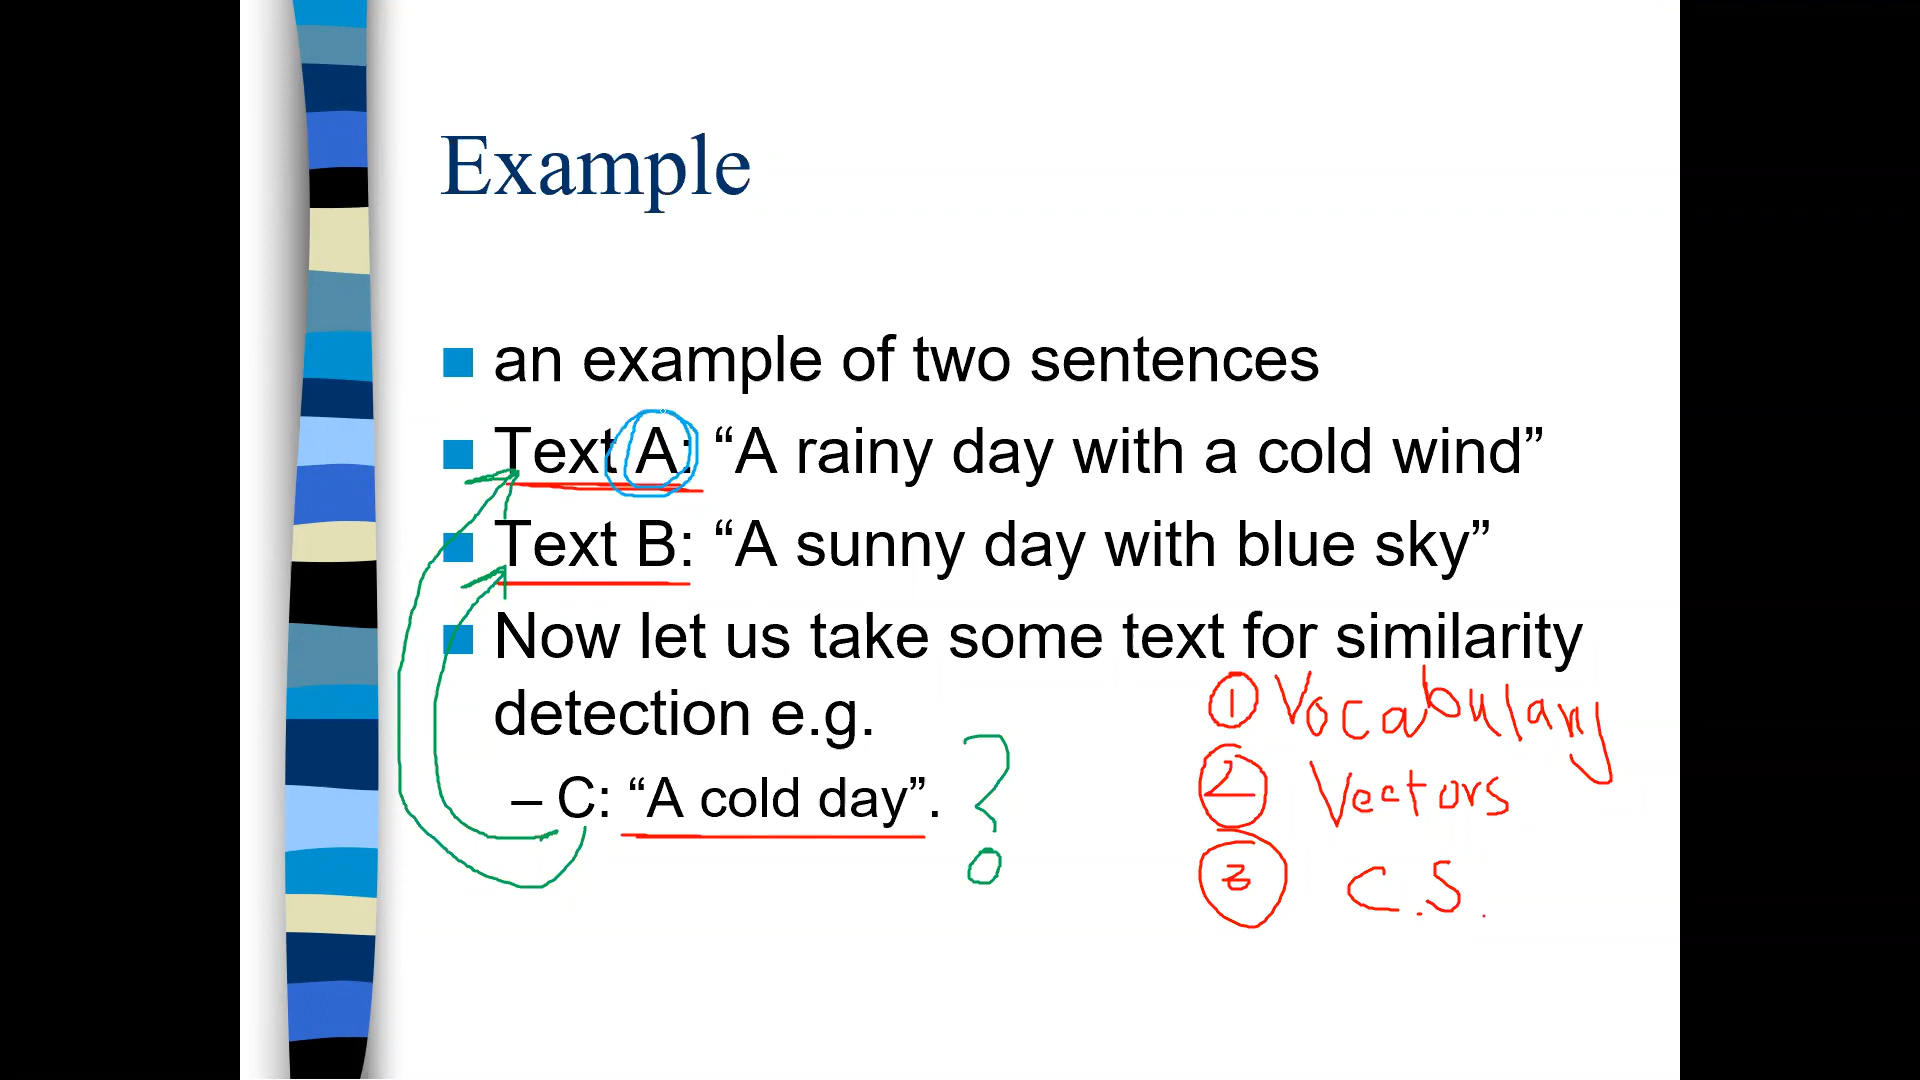 Example
an example of two sentences
Text A: “A rainy day with a cold wind”
Text B: “A sunny day with blue sky”
Now let us take some text for similarity
detection e.g.
– C: “A cold day”. ?
① Vocabulary
② Vectors
③ C.S.